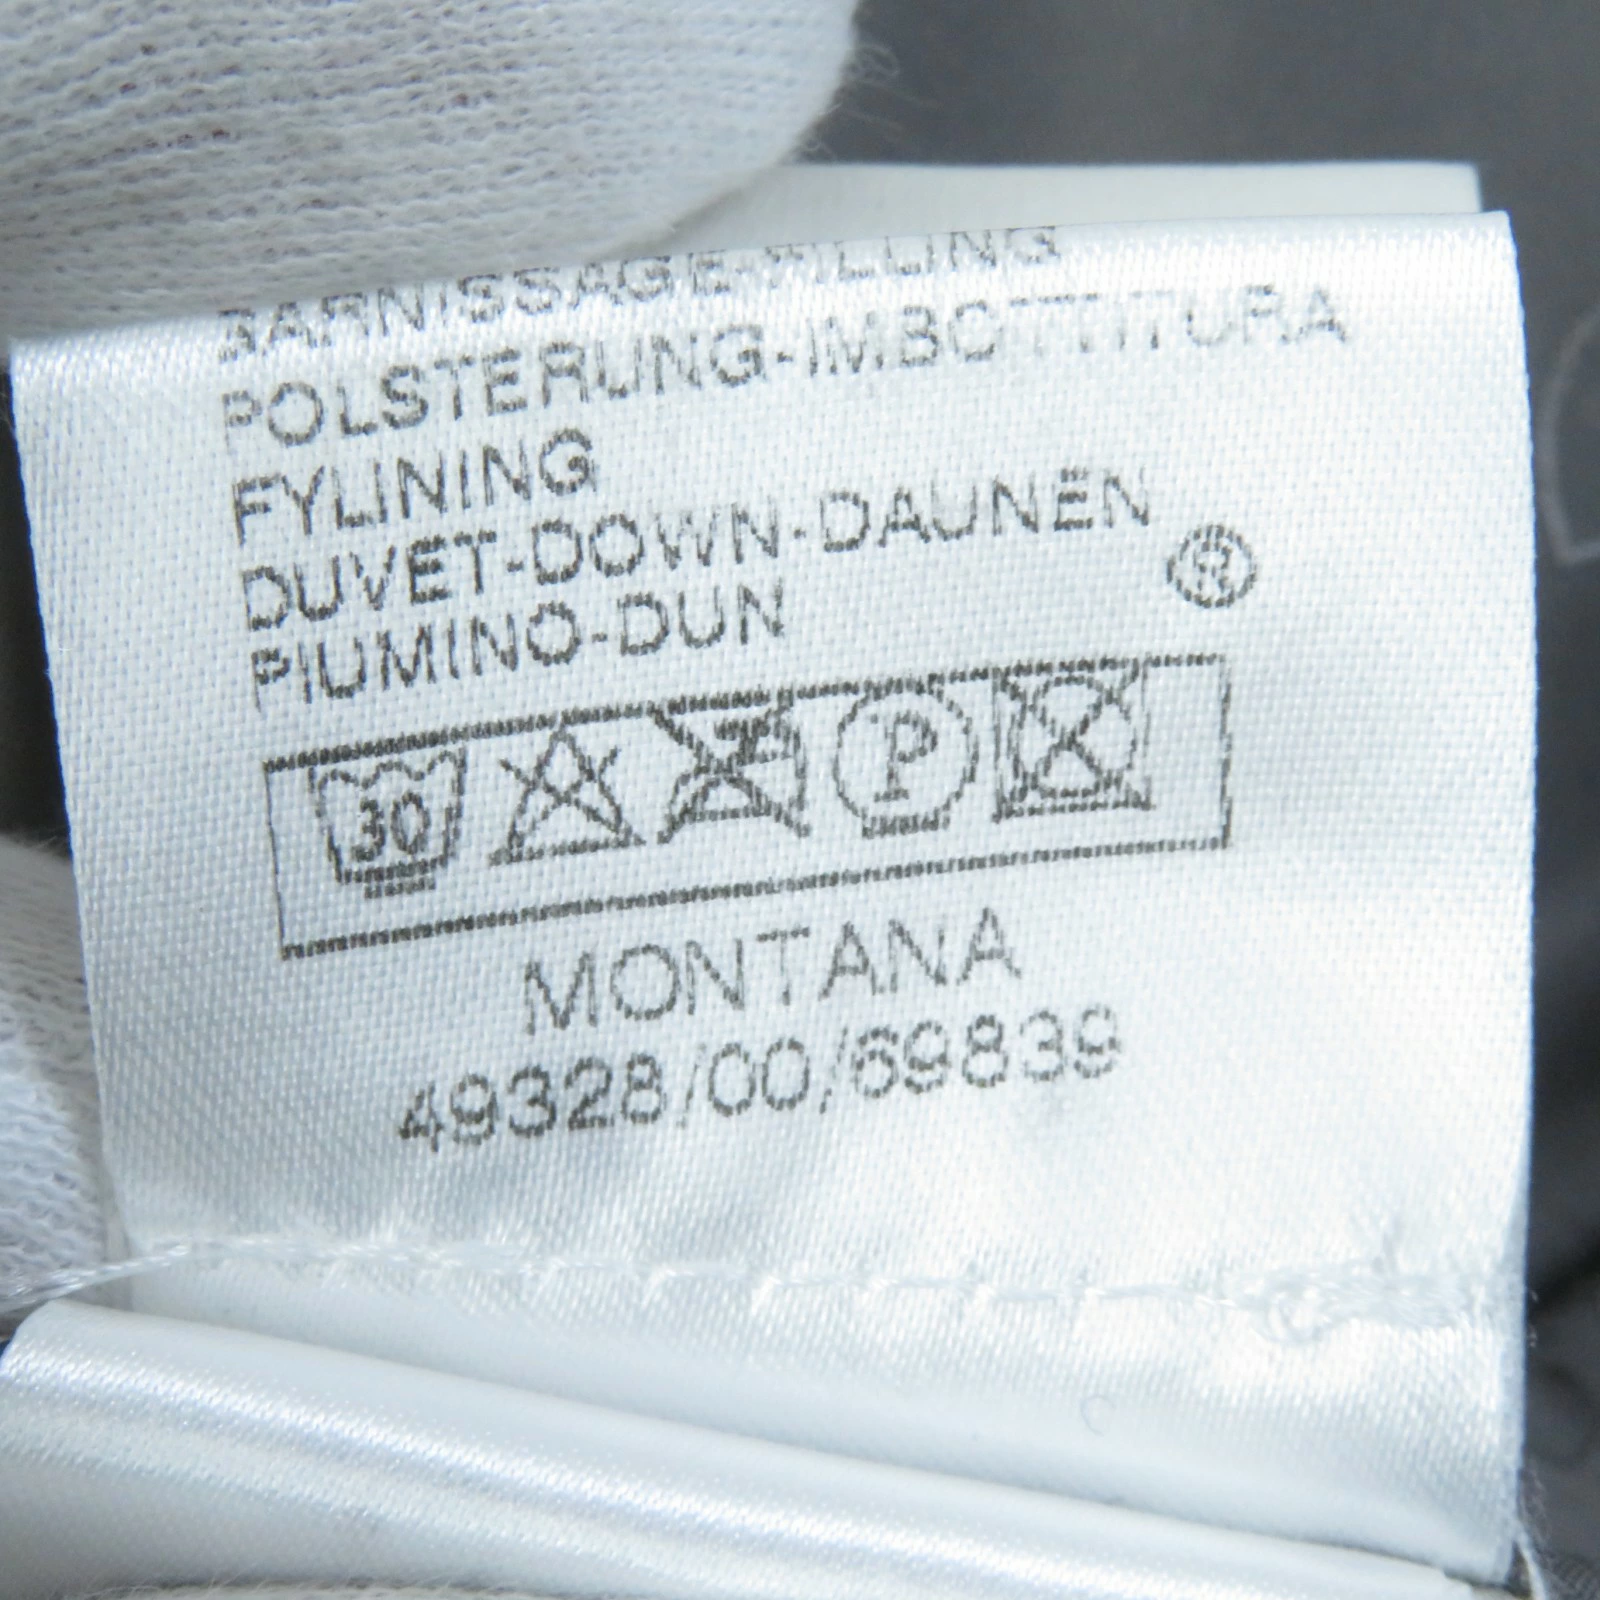 GARNISSAGE-FILLING
POLSTERUNG-IMBOTTITURA
FYLINING
DUVET-DOWN-DAUNEN
PIUMINO-DUN
®
30 P
MONTANA
49328/00/69839